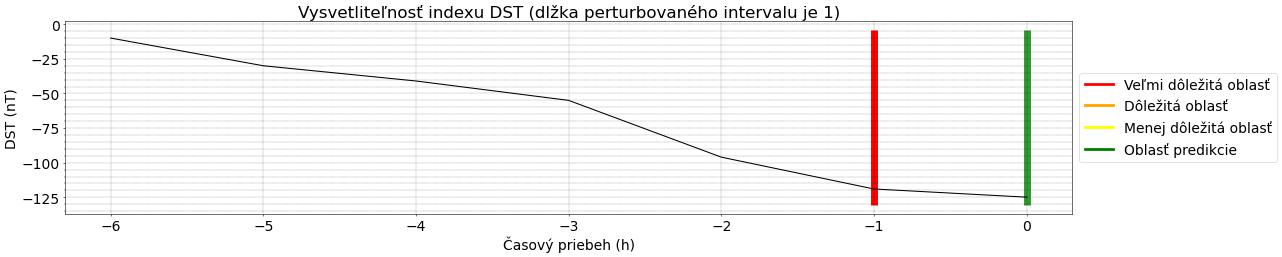 Vysvetliteľnosť indexu DST (dlžka perturbovaného intervalu je 1)
DST (nT)
0
−25
−50
−75
−100
−125
−6 −5 −4 −3 −2 −1 0
Časový priebeh (h)
Veľmi dôležitá oblasť
Dôležitá oblasť
Menej dôležitá oblasť
Oblasť predikcie